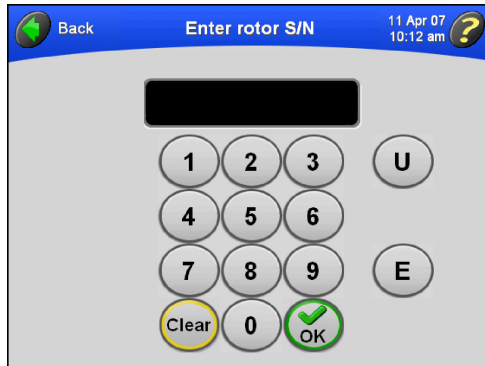 Back
Enter rotor S/N
11 Apr 07
10:12 am
?
1 2 3 U
4 5 6
7 8 9 E
Clear 0 OK